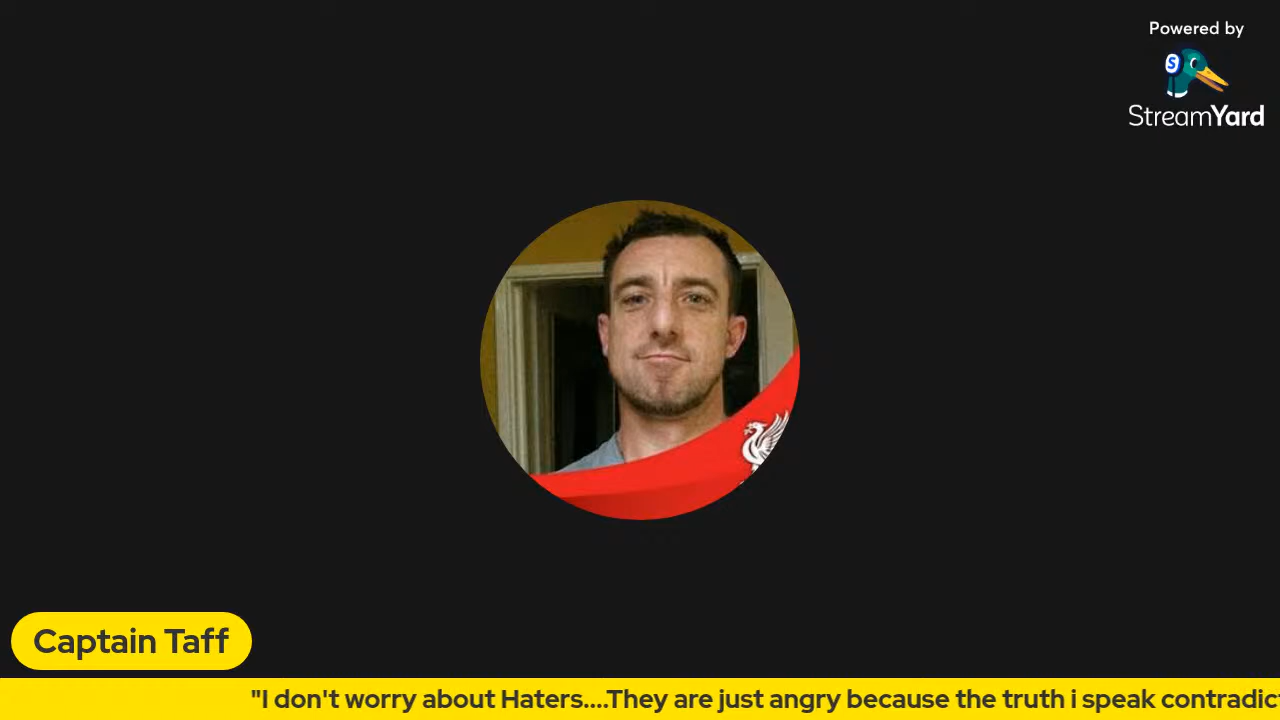 Powered by
S
StreamYard
Captain Taff
"I don't worry about Haters....They are just angry because the truth i speak